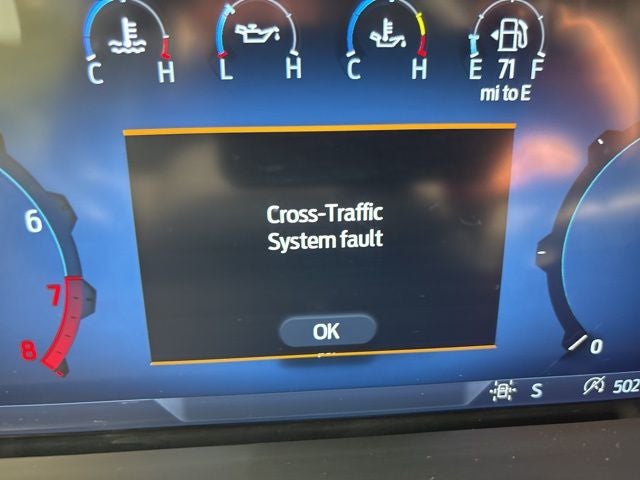 C H L H C H E 71 F
mi to E
Cross-Traffic
System fault
6
7
8
OK
0
S
502